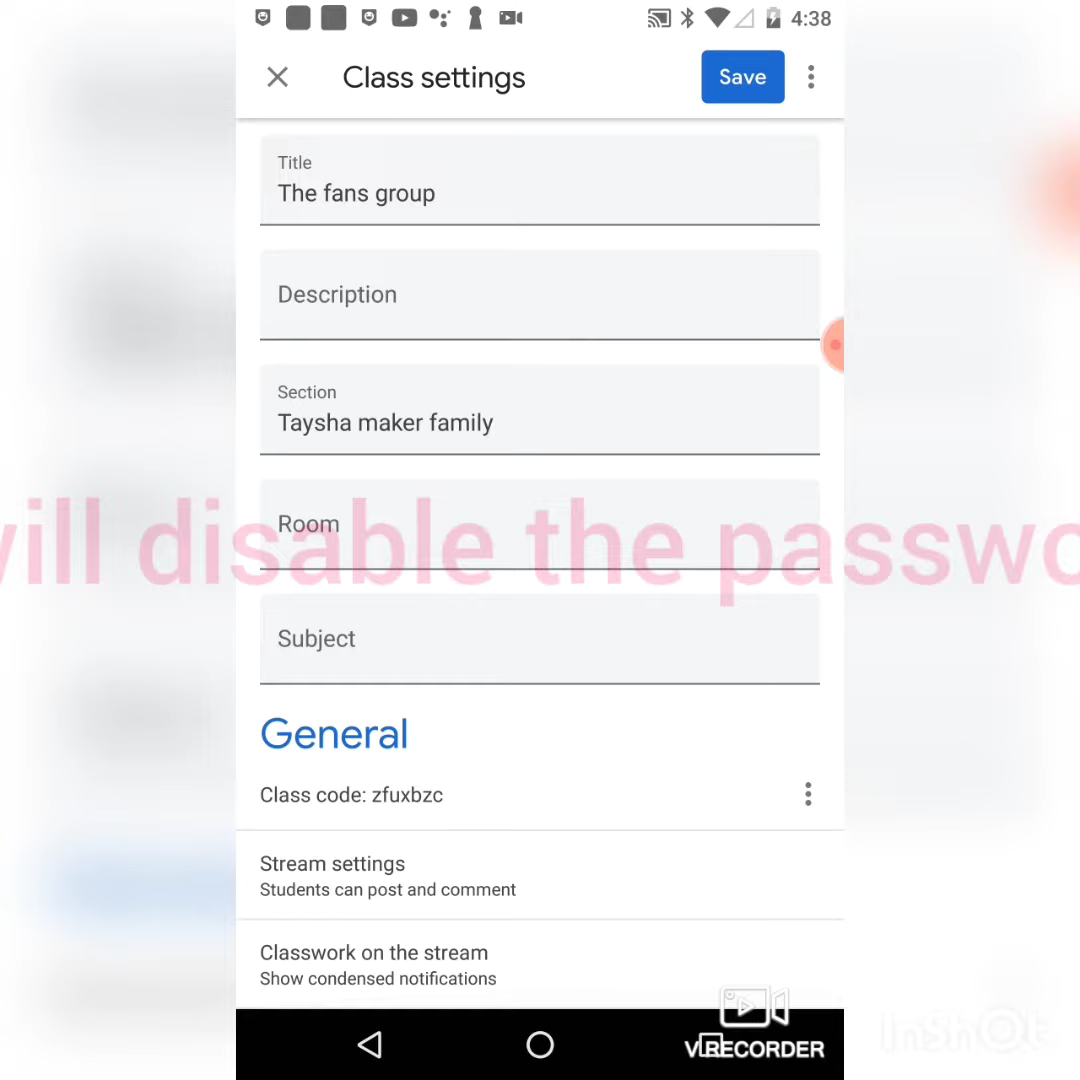 4:38
Class settings
Save
Title
The fans group
Description
Section
Taysha maker family
Room
will disable the passwo
Subject
General
Class code: zfuxbzc
Stream settings
Students can post and comment
Classwork on the stream
Show condensed notifications
VRECORDER
InShOt